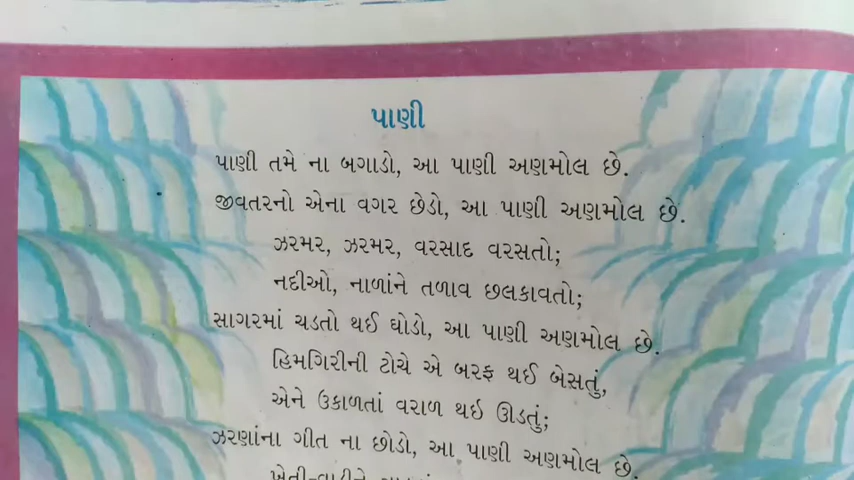 પાણી
પાણી તમે ના બગાડો, આ પાણી અણમોલ છે.
જીવતરનો એના વગર છેડો, આ પાણી અણમોલ છે.
ઝરમર, ઝરમર, વરસાદ વરસતો;
નદીઓ, નાળાંને તળાવ છલકાવતો;
સાગરમાં ચડતો થઈ ઘોડો, આ પાણી અણમોલ છે.
હિમગિરીની ટોચે એ બરફ થઈ બેસતું,
એને ઉકાળતાં વરાળ થઇ ઊડતું;
ઝરણાંના ગીત ના છોડો, આ પાણી અણમોલ છે.